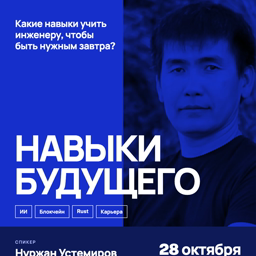 Какие навыки учить
инженеру, чтобы
быть нужным завтра?
НАВЫКИ
БУДУЩЕГО
ИИ
Блокчейн
Rust
Карьера
СПИКЕР
Нуржан Устемиров
28 октября